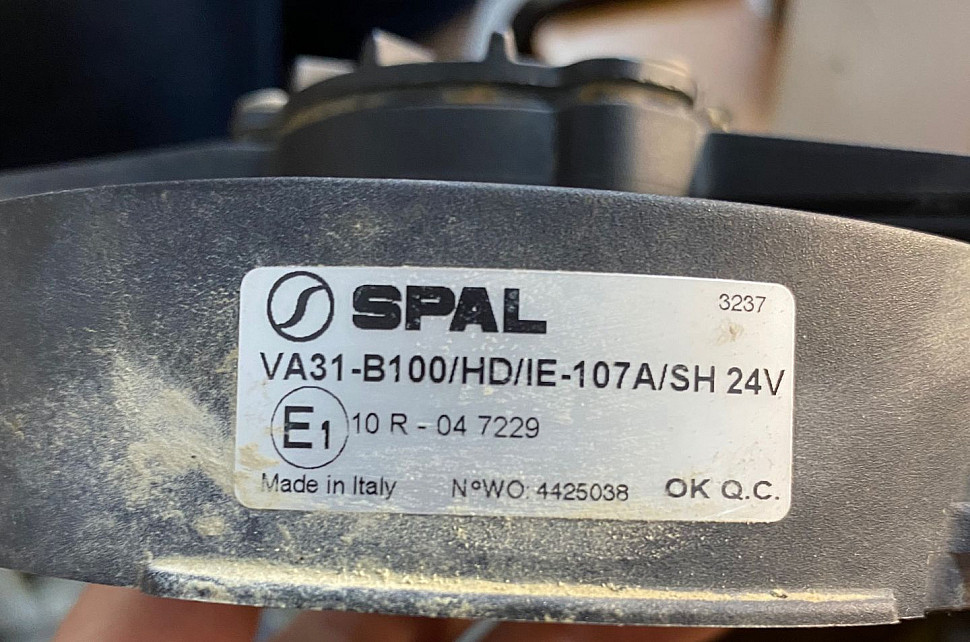 SPAL
3237
VA31-B100/HD/IE-107A/SH 24V
E1 10 R - 04 7229
Made in Italy N°WO: 4425038 OK Q.C.